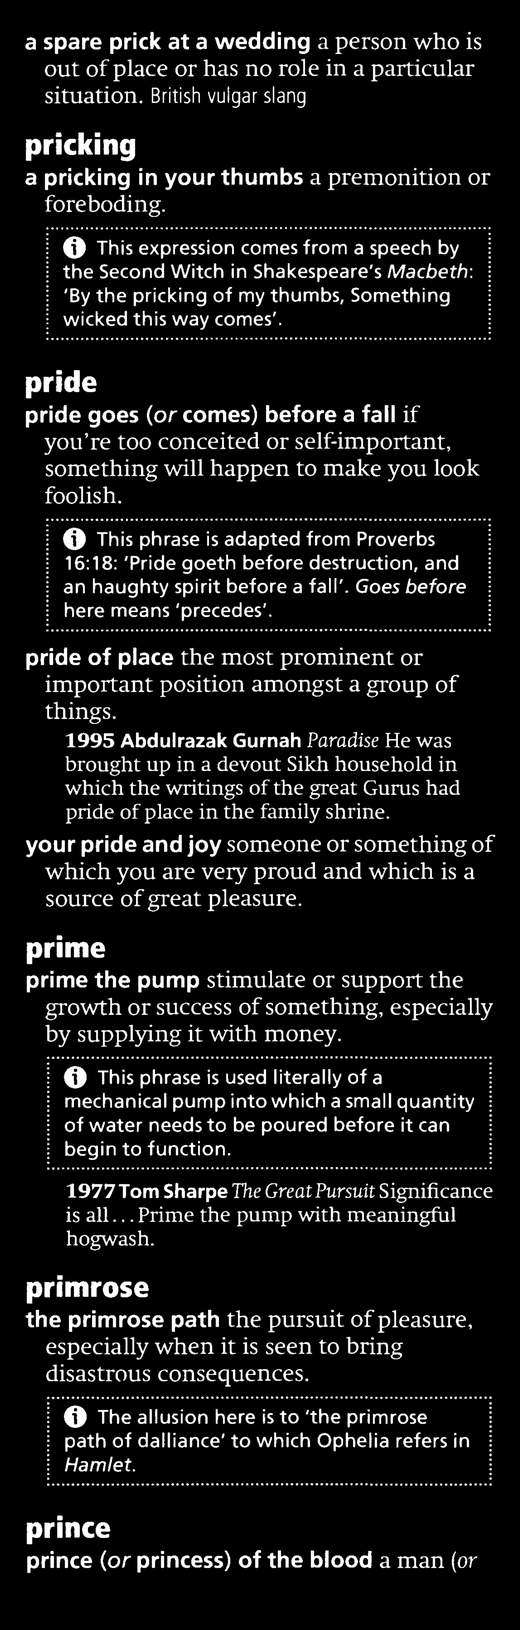 a spare prick at a wedding a person who is
out of place or has no role in a particular
situation. British vulgar slang
pricking
a pricking in your thumbs a premonition or
foreboding.
ⓘ This expression comes from a speech by
the Second Witch in Shakespeare's Macbeth:
'By the pricking of my thumbs, Something
wicked this way comes'.
pride
pride goes (or comes) before a fall if
you're too conceited or self-important,
something will happen to make you look
foolish.
ⓘ This phrase is adapted from Proverbs
16:18: 'Pride goeth before destruction, and
an haughty spirit before a fall'. Goes before
here means 'precedes'.
pride of place the most prominent or
important position amongst a group of
things.
1995 Abdulrazak Gurnah Paradise He was
brought up in a devout Sikh household in
which the writings of the great Gurus had
pride of place in the family shrine.
your pride and joy someone or something of
which you are very proud and which is a
source of great pleasure.
prime
prime the pump stimulate or support the
growth or success of something, especially
by supplying it with money.
ⓘ This phrase is used literally of a
mechanical pump into which a small quantity
of water needs to be poured before it can
begin to function.
1977 Tom Sharpe The Great Pursuit Significance
is all... Prime the pump with meaningful
hogwash.
primrose
the primrose path the pursuit of pleasure,
especially when it is seen to bring
disastrous consequences.
ⓘ The allusion here is to 'the primrose
path of dalliance' to which Ophelia refers in
Hamlet.
prince
prince (or princess) of the blood a man (or